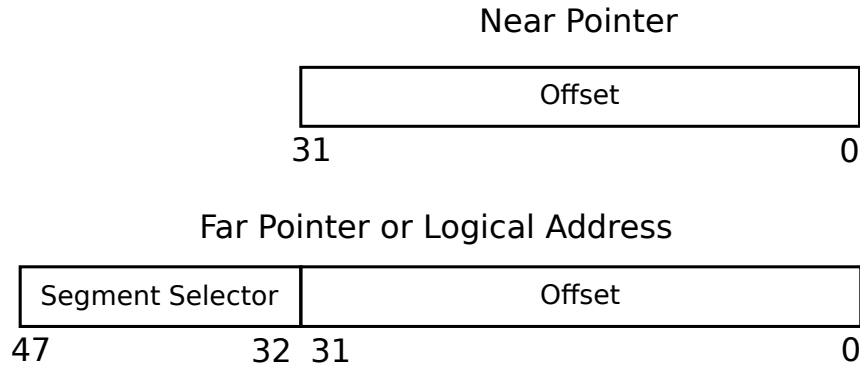 Near Pointer
Offset
31 0
Far Pointer or Logical Address
Segment Selector Offset
47 32 31 0